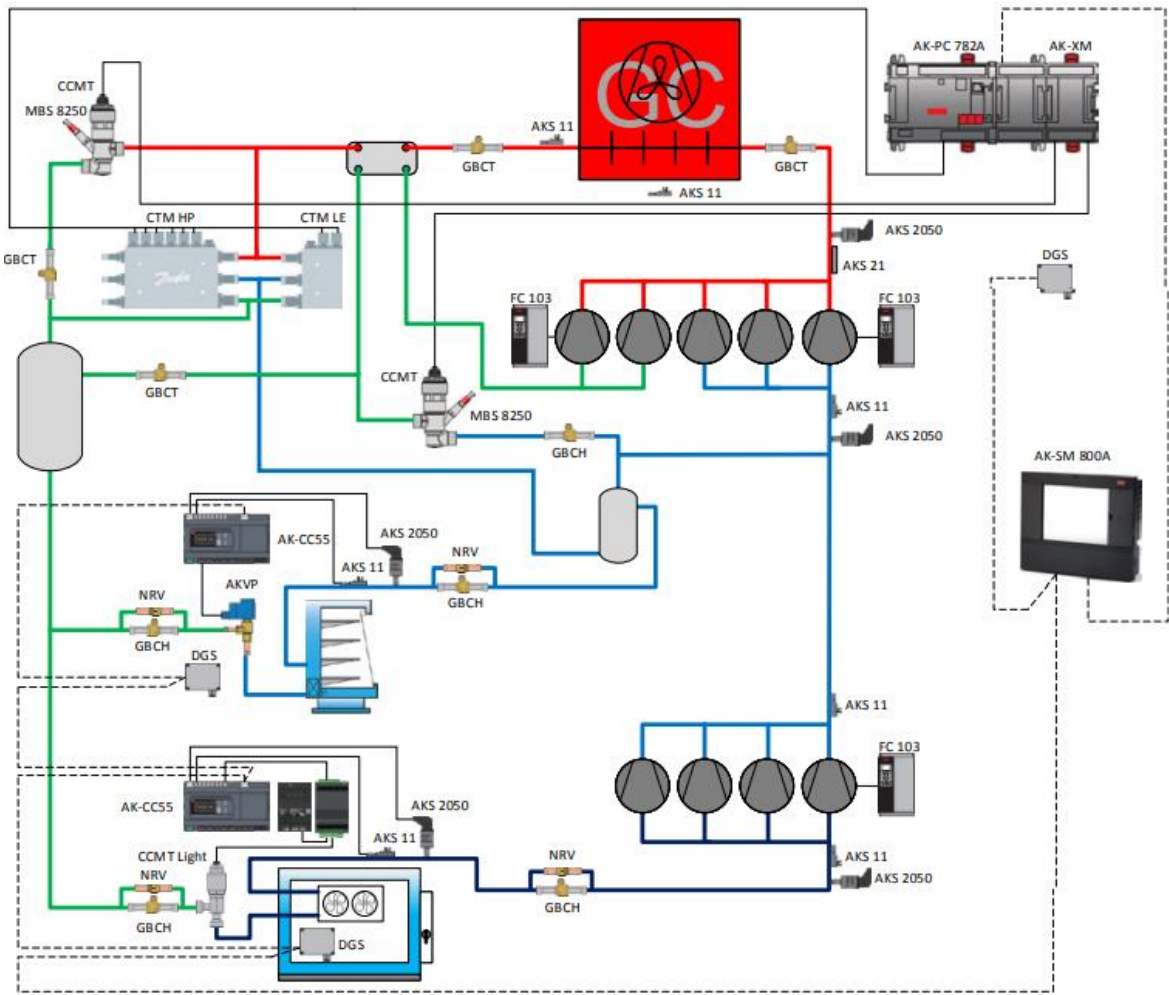 AK-PC 782A
AK-XM
CCMT
MBS 8250
GC
AKS 11
GBCT
GBCT
AKS 11
CTM HP
CTM LE
AKS 2050
GBCT
Danfoss
DGS
AKS 21
FC 103
FC 103
CCMT
GBCT
MBS 8250
AKS 11
AKS 2050
GBCH
AK-SM 800A
AK-CC55
AKS 2050
NRV
AKS 11
AKVP
NRV
GBCH
GBCH
DGS
AKS 11
FC 103
AK-CC55
AKS 2050
AKS 11
CCMT Light
NRV
AKS 11
NRV
AKS 2050
GBCH
GBCH
DGS